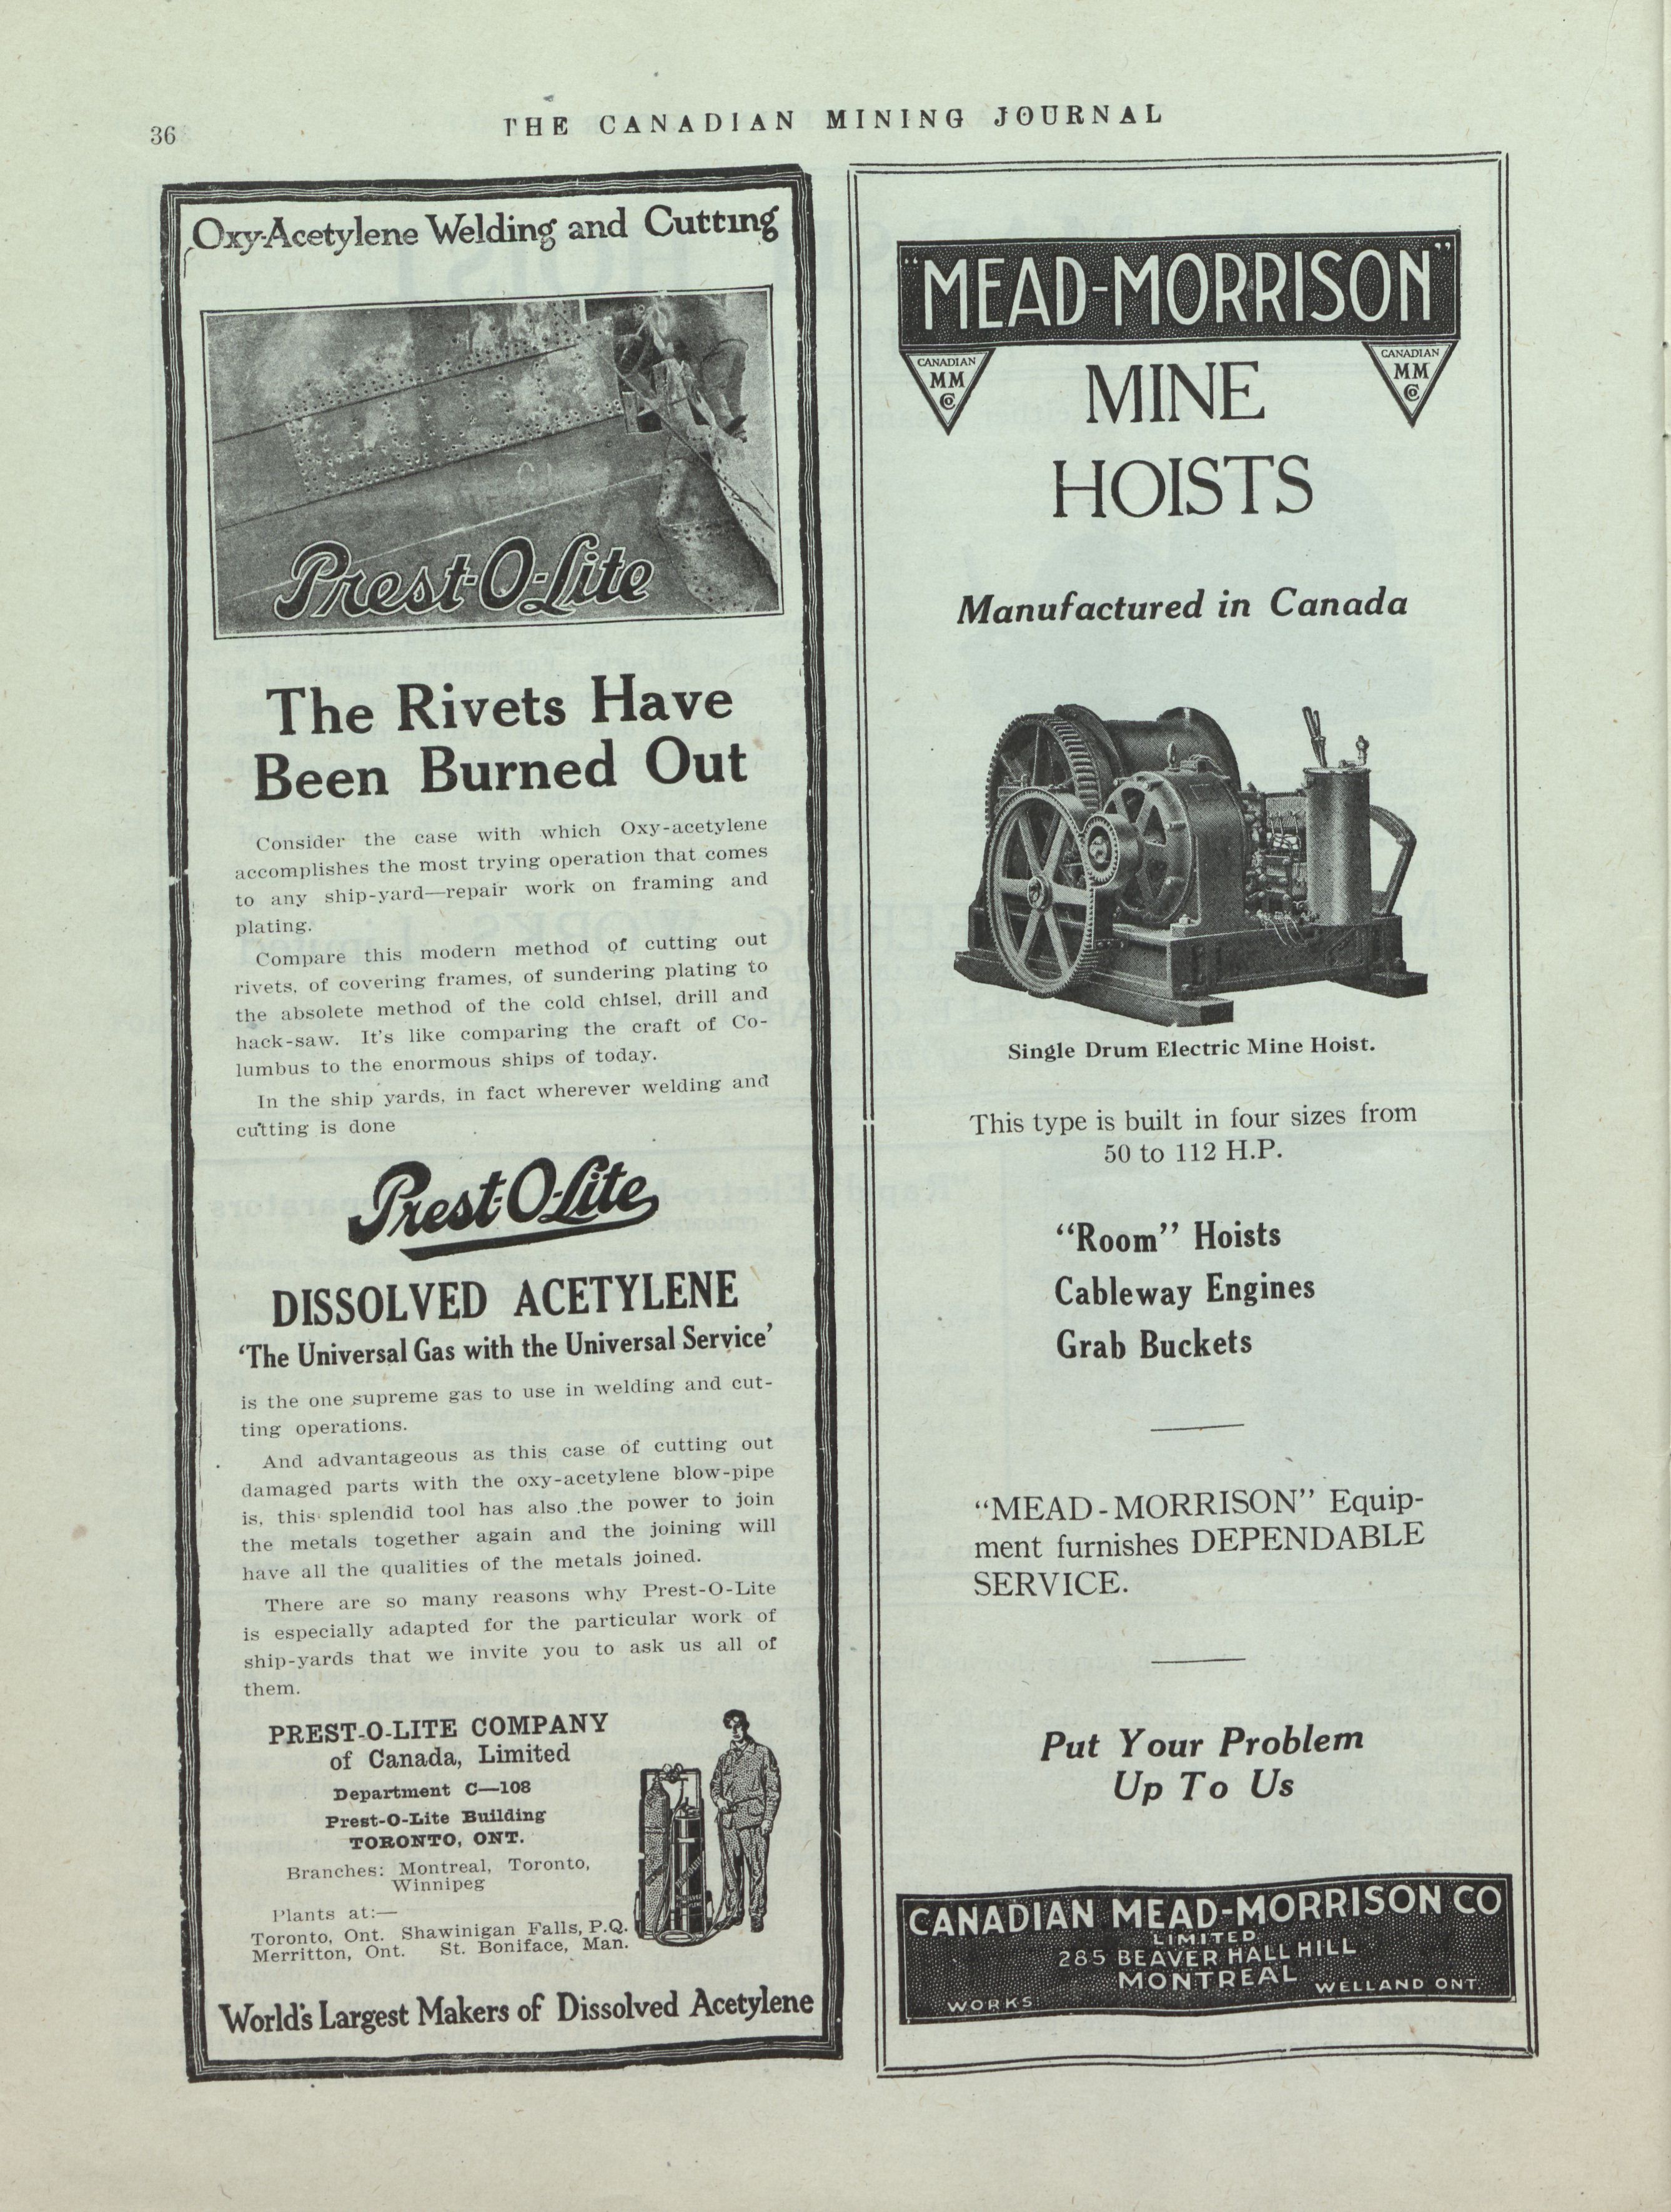 36
THE CANADIAN MINING JOURNAL
Oxy-Acetylene Welding and Cutting
Prest-O-Lite
The Rivets Have
Been Burned Out
Consider the case with which Oxy-acetylene
accomplishes the most trying operation that comes
to any ship-yard—repair work on framing and
plating.
Compare this modern method of cutting out
rivets, of covering frames, of sundering plating to
the absolete method of the cold chisel, drill and
hack-saw. It's like comparing the craft of Co-
lumbus to the enormous ships of today.
In the ship yards, in fact wherever welding and
cutting is done
Prest-O-Lite
DISSOLVED ACETYLENE
'The Universal Gas with the Universal Service'
is the one supreme gas to use in welding and cut-
ting operations.
And advantageous as this case of cutting out
damaged parts with the oxy-acetylene blow-pipe
is, this splendid tool has also the power to join
the metals together again and the joining will
have all the qualities of the metals joined.
There are so many reasons why Prest-O-Lite
is especially adapted for the particular work of
ship-yards that we invite you to ask us all of
them.
PREST-O-LITE COMPANY
of Canada, Limited
Department C—108
Prest-O-Lite Building
TORONTO, ONT.
Branches: Montreal, Toronto,
Winnipeg
Plants at:—
Toronto, Ont. Shawinigan Falls, P.Q.
Merritton, Ont. St. Boniface, Man.
World's Largest Makers of Dissolved Acetylene
"MEAD-MORRISON"
CANADIAN
MM
CO
CANADIAN
MM
CO
MINE
HOISTS
Manufactured in Canada
Single Drum Electric Mine Hoist.
This type is built in four sizes from
50 to 112 H.P.
"Room" Hoists
Cableway Engines
Grab Buckets
"MEAD-MORRISON" Equip-
ment furnishes DEPENDABLE
SERVICE.
Put Your Problem
Up To Us
CANADIAN MEAD-MORRISON CO
LIMITED
285 BEAVER HALL HILL
MONTREAL
WORKS WELLAND ONT.